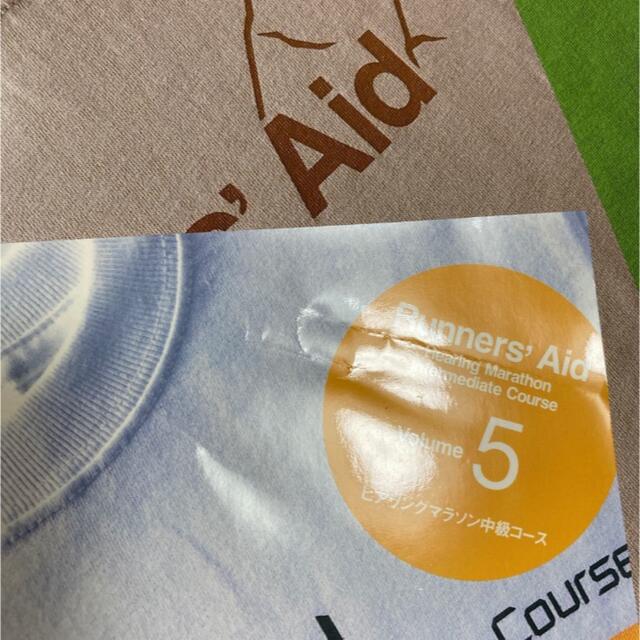 Aid
Runners' Aid
Hearing Marathon
Intermediate Course
Volume 5
ヒアリングマラソン中級コース
Course